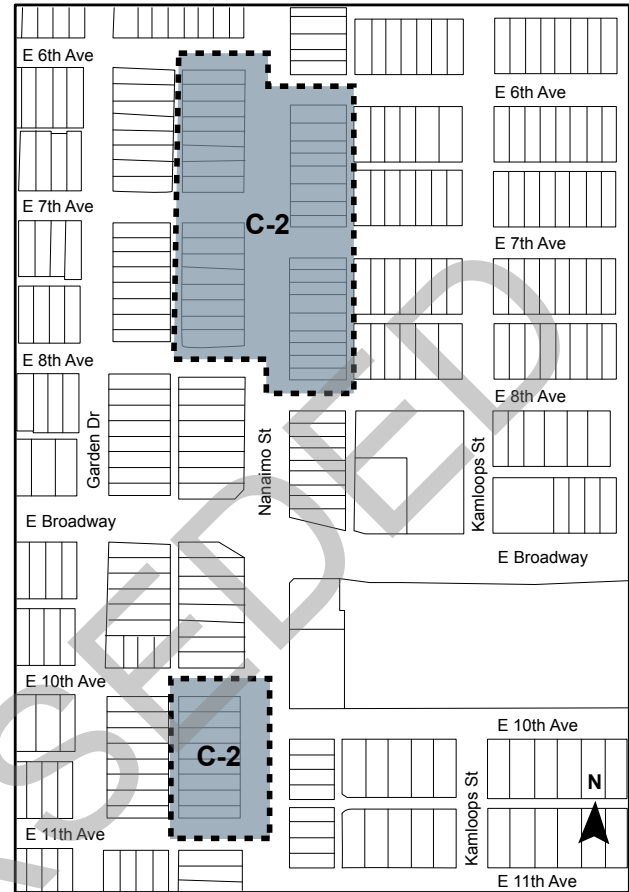 E 6th Ave
E 6th Ave
E 7th Ave
C-2
E 7th Ave
E 8th Ave
E 8th Ave
Garden Dr
Nanaimo St
Kamloops St
E Broadway
E Broadway
E 10th Ave
E 10th Ave
C-2
Kamloops St
N
E 11th Ave
E 11th Ave
SEDED